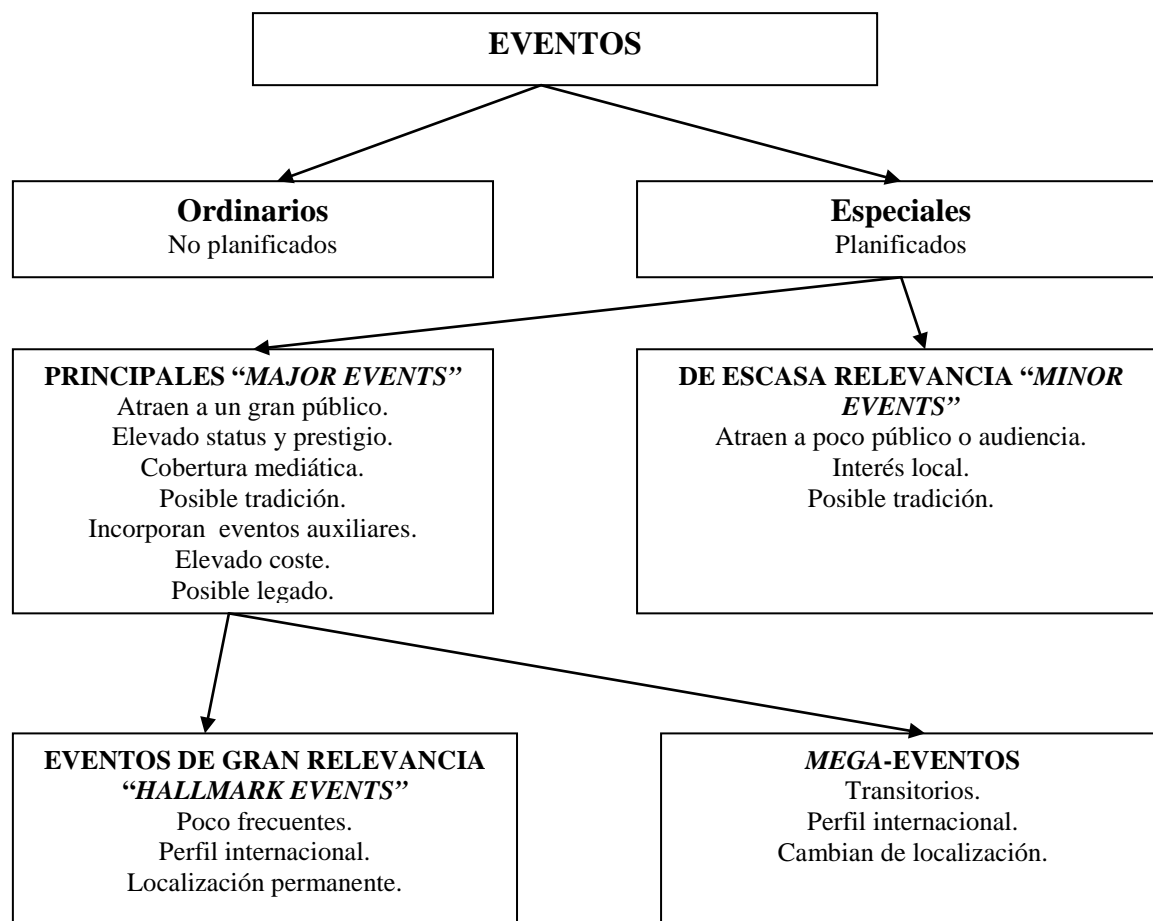 EVENTOS
Ordinarios
No planificados
Especiales
Planificados
PRINCIPALES “MAJOR EVENTS”
Atraen a un gran público.
Elevado status y prestigio.
Cobertura mediática.
Posible tradición.
Incorporan eventos auxiliares.
Elevado coste.
Posible legado.
DE ESCASA RELEVANCIA “MINOR
EVENTS”
Atraen a poco público o audiencia.
Interés local.
Posible tradición.
EVENTOS DE GRAN RELEVANCIA
“HALLMARK EVENTS”
Poco frecuentes.
Perfil internacional.
Localización permanente.
MEGA-EVENTOS
Transitorios.
Perfil internacional.
Cambian de localización.